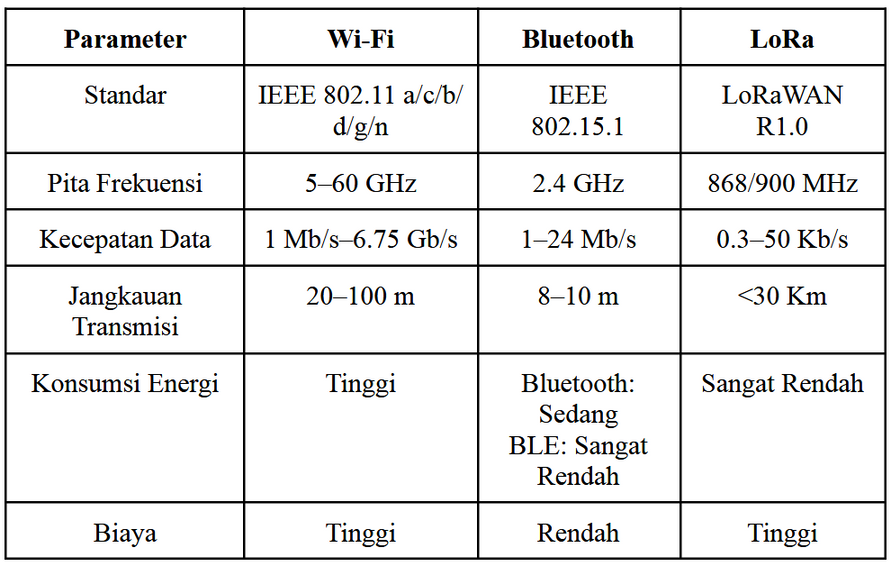 Parameter Wi-Fi Bluetooth LoRa
Standar IEEE 802.11 a/c/b/ IEEE LoRaWAN
d/g/n 802.15.1 R1.0
Pita Frekuensi 5–60 GHz 2.4 GHz 868/900 MHz
Kecepatan Data 1 Mb/s–6.75 Gb/s 1–24 Mb/s 0.3–50 Kb/s
Jangkauan 20–100 m 8–10 m <30 Km
Transmisi
Konsumsi Energi Tinggi Bluetooth: Sangat Rendah
Sedang
BLE: Sangat
Rendah
Biaya Tinggi Rendah Tinggi